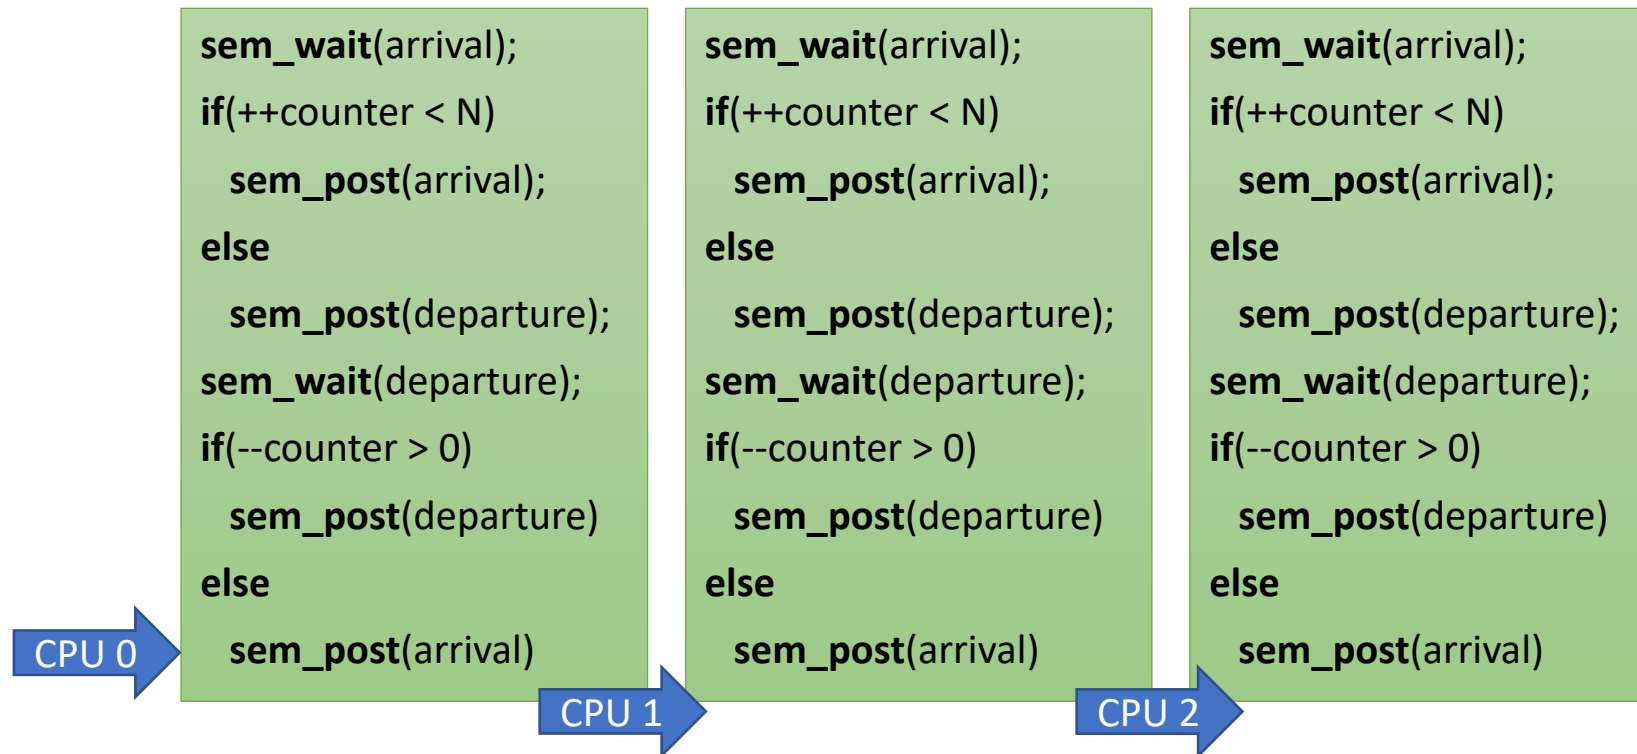 sem_wait(arrival);
if(++counter < N)
sem_post(arrival);
else
sem_post(departure);
sem_wait(departure);
if(--counter > 0)
sem_post(departure)
else
sem_post(arrival)
CPU 0
sem_wait(arrival);
if(++counter < N)
sem_post(arrival);
else
sem_post(departure);
sem_wait(departure);
if(--counter > 0)
sem_post(departure)
else
sem_post(arrival)
CPU 1
sem_wait(arrival);
if(++counter < N)
sem_post(arrival);
else
sem_post(departure);
sem_wait(departure);
if(--counter > 0)
sem_post(departure)
else
sem_post(arrival)
CPU 2